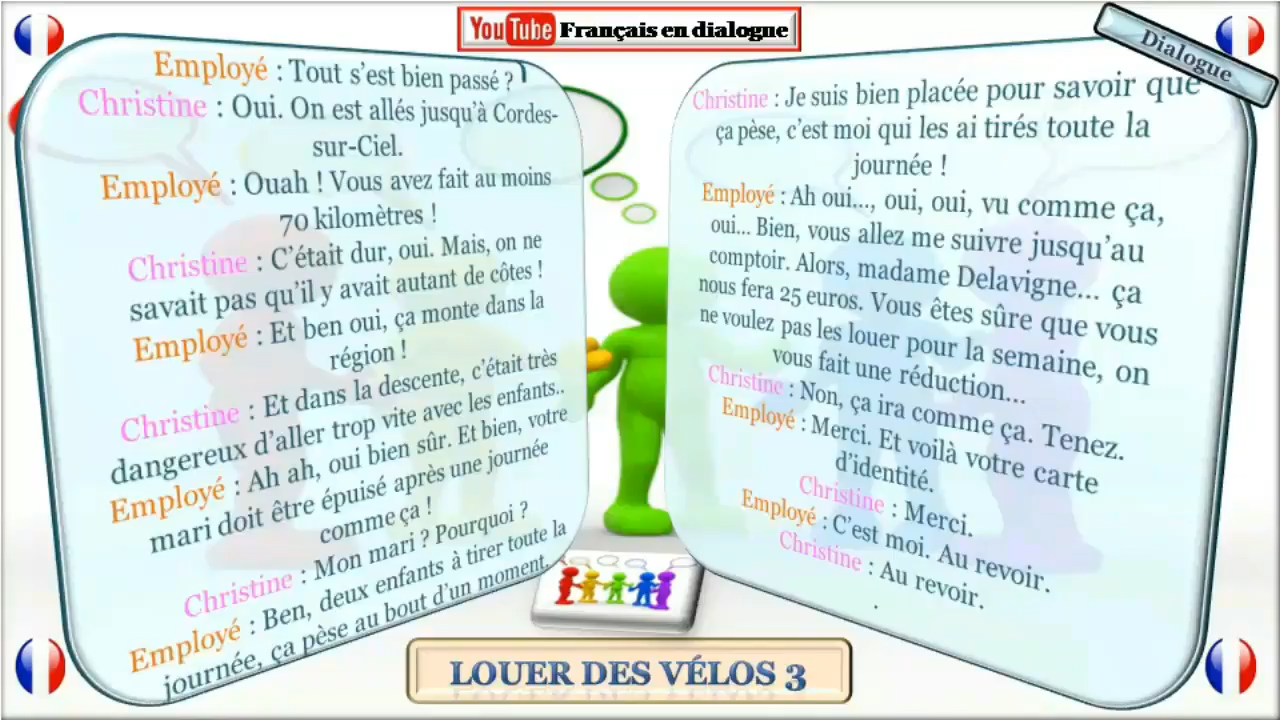 YouTube Français en dialogue
Dialogue
Employé : Tout s'est bien passé ?
Christine : Oui. On est allés jusqu'à Cordes-
sur-Ciel.
Employé : Ouah ! Vous avez fait au moins
70 kilomètres !
Christine : C'était dur, oui. Mais, on ne
savait pas qu'il y avait autant de côtes !
Employé : Et ben oui, ça monte dans la
région !
Christine : Et dans la descente, c'était très
dangereux d'aller trop vite avec les enfants..
Employé : Ah ah, oui bien sûr. Et bien, votre
mari doit être épuisé après une journée
comme ça !
Christine : Mon mari ? Pourquoi ?
Employé : Ben, deux enfants à tirer toute la
journée, ça pèse au bout d'un moment.
Christine : Je suis bien placée pour savoir que
ça pèse, c'est moi qui les ai tirés toute la
journée !
Employé : Ah oui..., oui, oui, vu comme ça,
oui... Bien, vous allez me suivre jusqu'au
comptoir. Alors, madame Delavigne... ça
nous fera 25 euros. Vous êtes sûre que vous
ne voulez pas les louer pour la semaine, on
vous fait une réduction...
Christine : Non, ça ira comme ça. Tenez.
Employé : Merci. Et voilà votre carte
d'identité.
Christine : Merci.
Employé : C'est moi. Au revoir.
Christine : Au revoir.
.
LOUER DES VÉLOS 3